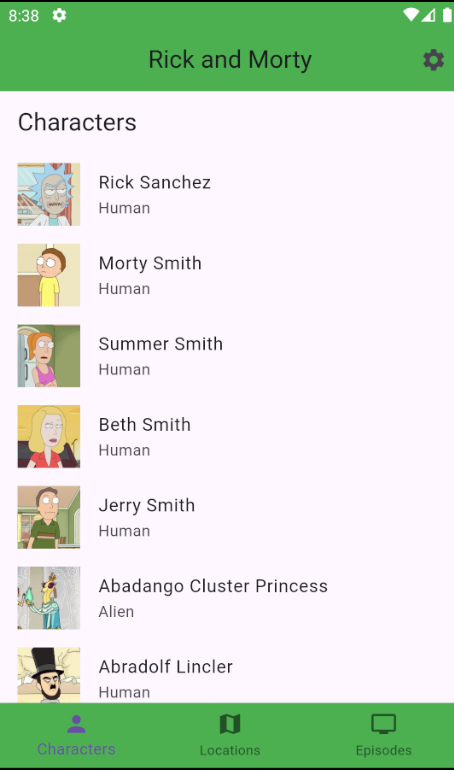 8:38
Rick and Morty
Characters
Rick Sanchez
Human
Morty Smith
Human
Summer Smith
Human
Beth Smith
Human
Jerry Smith
Human
Abadango Cluster Princess
Alien
Abradolf Lincler
Human
Characters
Locations
Episodes